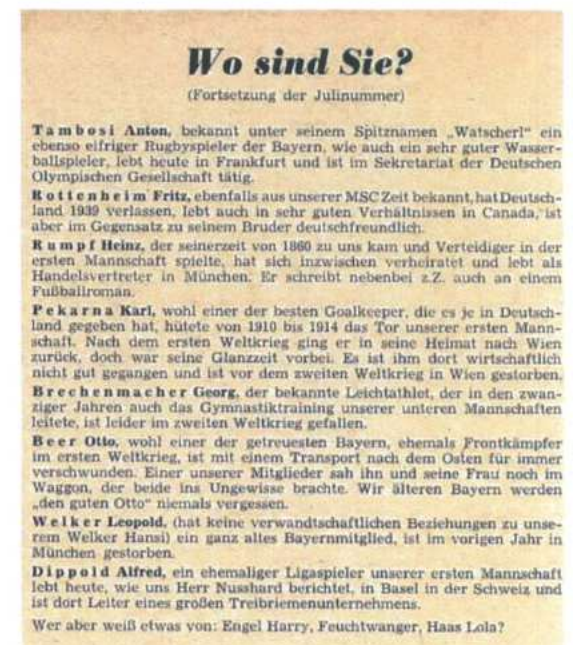 Wo sind Sie?
(Fortsetzung der Julinummer)
Tambosi Anton, bekannt unter seinem Spitznamen „Watscherl“ ein
ebenso eifriger Rugbyspieler der Bayern, wie auch ein sehr guter Wasser-
ballspieler, lebt heute in Frankfurt und ist im Sekretariat der Deutschen
Olympischen Gesellschaft tätig.
Rottenheim Fritz, ebenfalls aus unserer MSC Zeit bekannt, hat Deutsch-
land 1939 verlassen, lebt auch in sehr guten Verhältnissen in Canada, ist
aber im Gegensatz zu seinem Bruder deutschfreundlich.
Rumpf Heinz, der seinerzeit von 1860 zu uns kam und Verteidiger in der
ersten Mannschaft spielte, hat sich inzwischen verheiratet und lebt als
Handelsvertreter in München. Er schreibt nebenbei z.Z. auch an einem
Fußballroman.
Pekarna Karl, wohl einer der besten Goalkeeper, die es je in Deutsch-
land gegeben hat, hütete von 1910 bis 1914 das Tor unserer ersten Mann-
schaft. Nach dem ersten Weltkrieg ging er in seine Heimat nach Wien
zurück, doch war seine Glanzzeit vorbei. Es ist ihm dort wirtschaftlich
nicht gut gegangen und ist vor dem zweiten Weltkrieg in Wien gestorben.
Brechenmacher Georg, der bekannte Leichtathlet, der in den zwan-
ziger Jahren auch das Gymnastiktraining unserer unteren Mannschaften
leitete, ist leider im zweiten Weltkrieg gefallen.
Beer Otto, wohl einer der getreuesten Bayern, ehemals Frontkämpfer
im ersten Weltkrieg, ist mit einem Transport nach dem Osten für immer
verschwunden. Einer unserer Mitglieder sah ihn und seine Frau noch im
Waggon, der beide ins Ungewisse brachte. Wir älteren Bayern werden
„den guten Otto“ niemals vergessen.
Welker Leopold, (hat keine verwandtschaftlichen Beziehungen zu unse-
rem Welker Hansi) ein ganz altes Bayernmitglied, ist im vorigen Jahr in
München gestorben.
Dippold Alfred, ein ehemaliger Ligaspieler unserer ersten Mannschaft
lebt heute, wie uns Herr Nusshard berichtet, in Basel in der Schweiz und
ist dort Leiter eines großen Treibriemenunternehmens.
Wer aber weiß etwas von: Engel Harry, Feuchtwanger, Haas Lola?